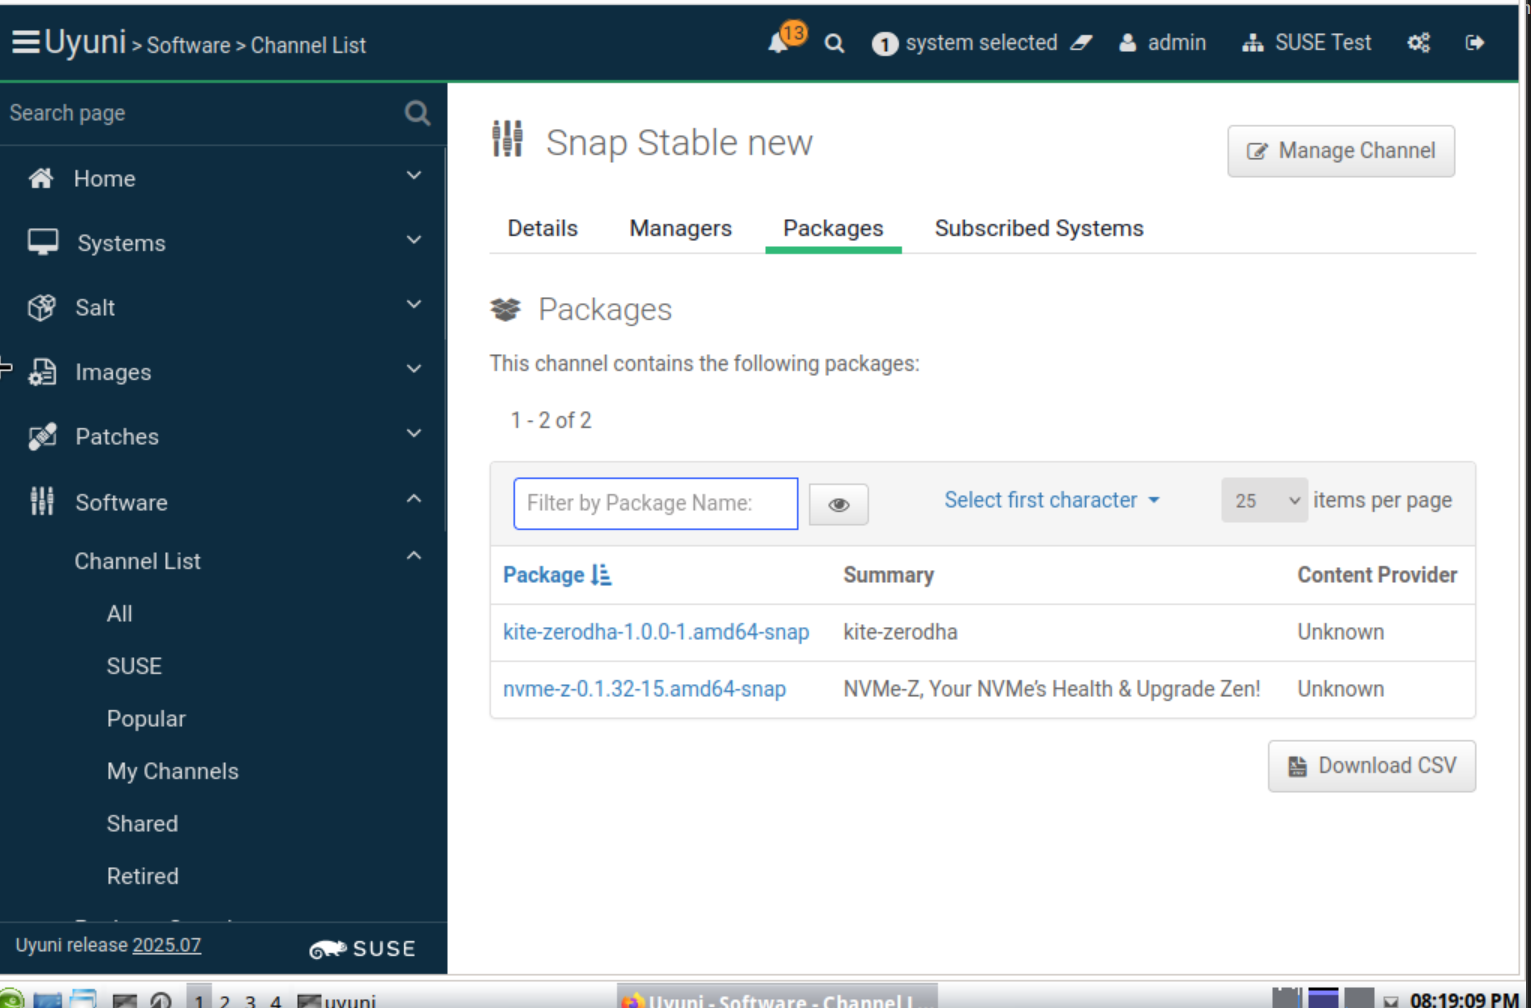 Uyuni > Software > Channel List
13
1 system selected
admin
SUSE Test
Search page
Home
Systems
Salt
Images
Patches
Software
Channel List
All
SUSE
Popular
My Channels
Shared
Retired
Uyuni release 2025.07
SUSE
Snap Stable new
Manage Channel
Details Managers Packages Subscribed Systems
Packages
This channel contains the following packages:
1 - 2 of 2
Filter by Package Name:
Select first character
25 items per page
Package Summary Content Provider
kite-zerodha-1.0.0-1.amd64-snap kite-zerodha Unknown
nvme-z-0.1.32-15.amd64-snap NVMe-Z, Your NVMe's Health & Upgrade Zen! Unknown
Download CSV
1 2 3 4 uyuni
Uyuni - Software - Channel L...
08:19:09 PM